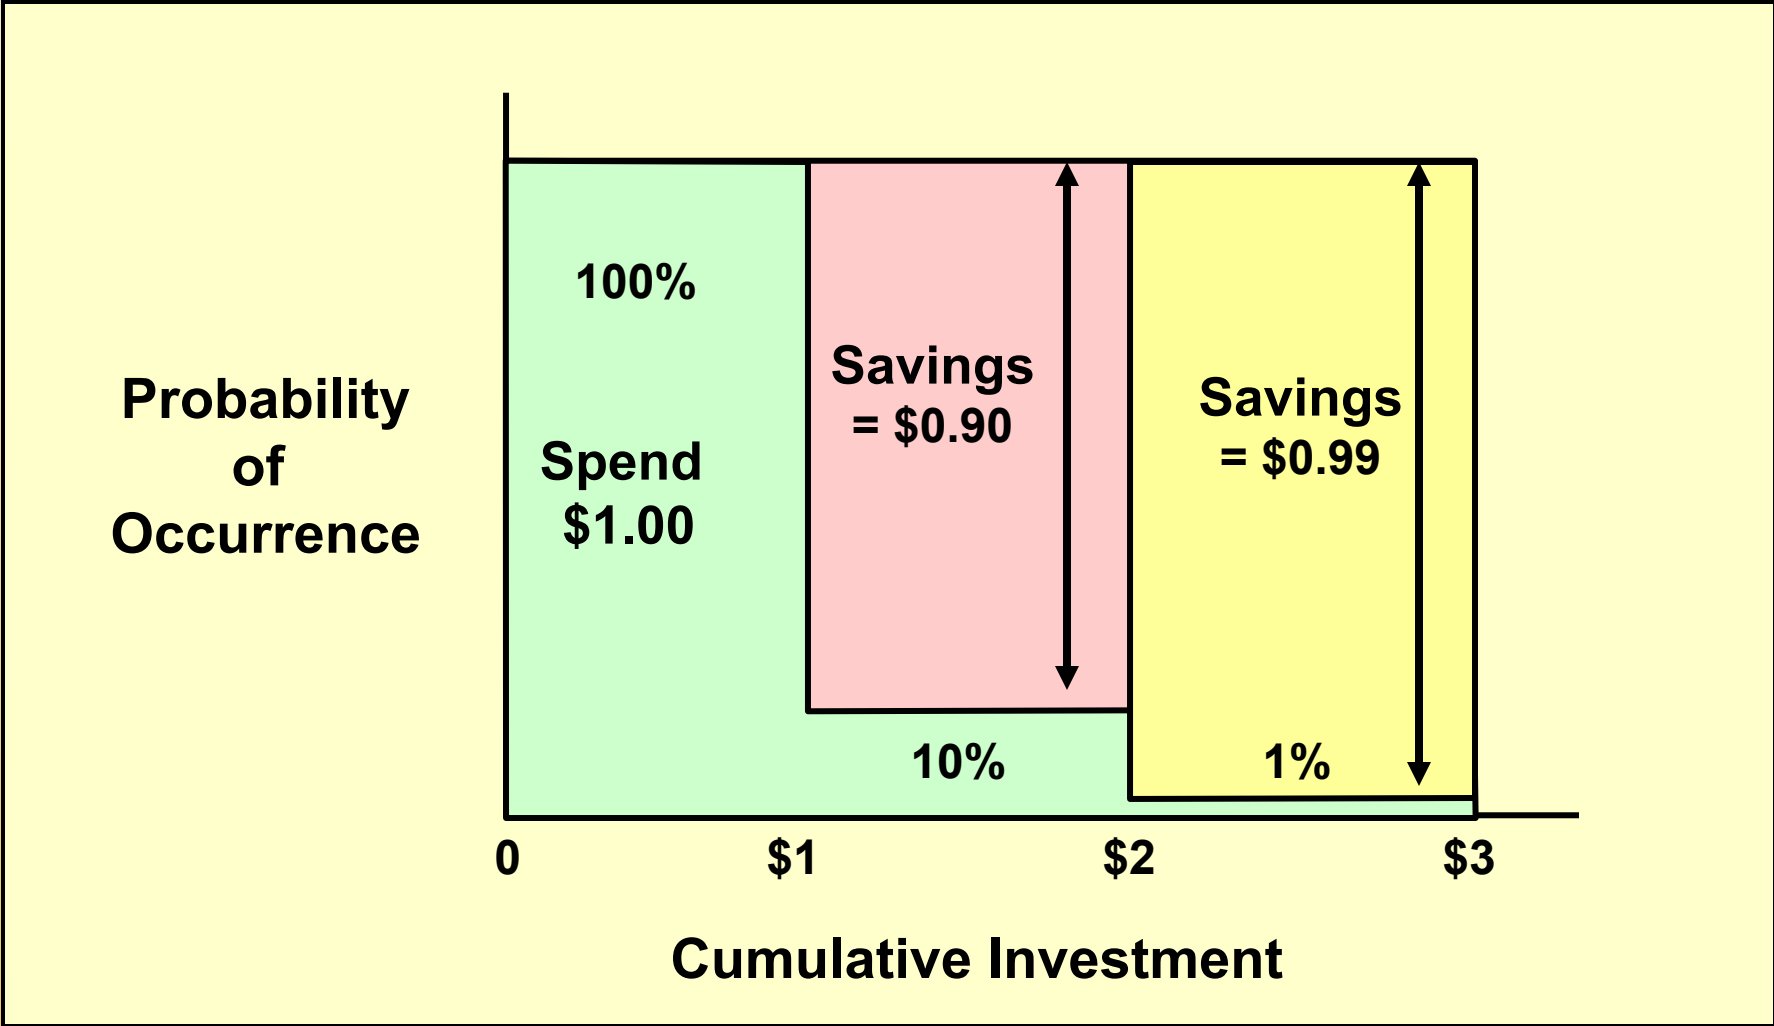 Probability
of
Occurrence
100%
Spend
$1.00
Savings
= $0.90
Savings
= $0.99
10%
1%
0
$1
$2
$3
Cumulative Investment